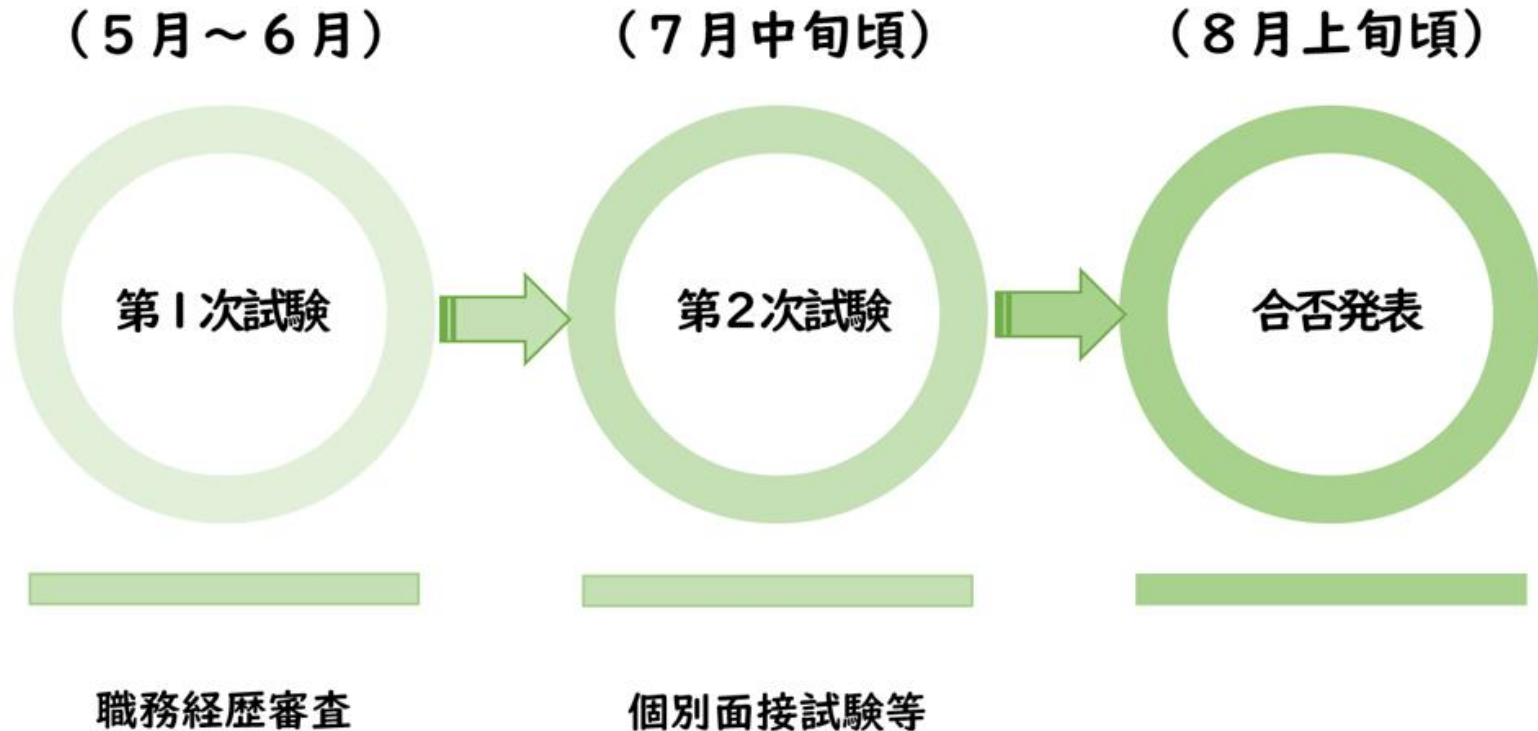 (5月～6月)
第1次試験
職務経歴審査
(7月中旬頃)
第2次試験
個別面接試験等
(8月上旬頃)
合否発表